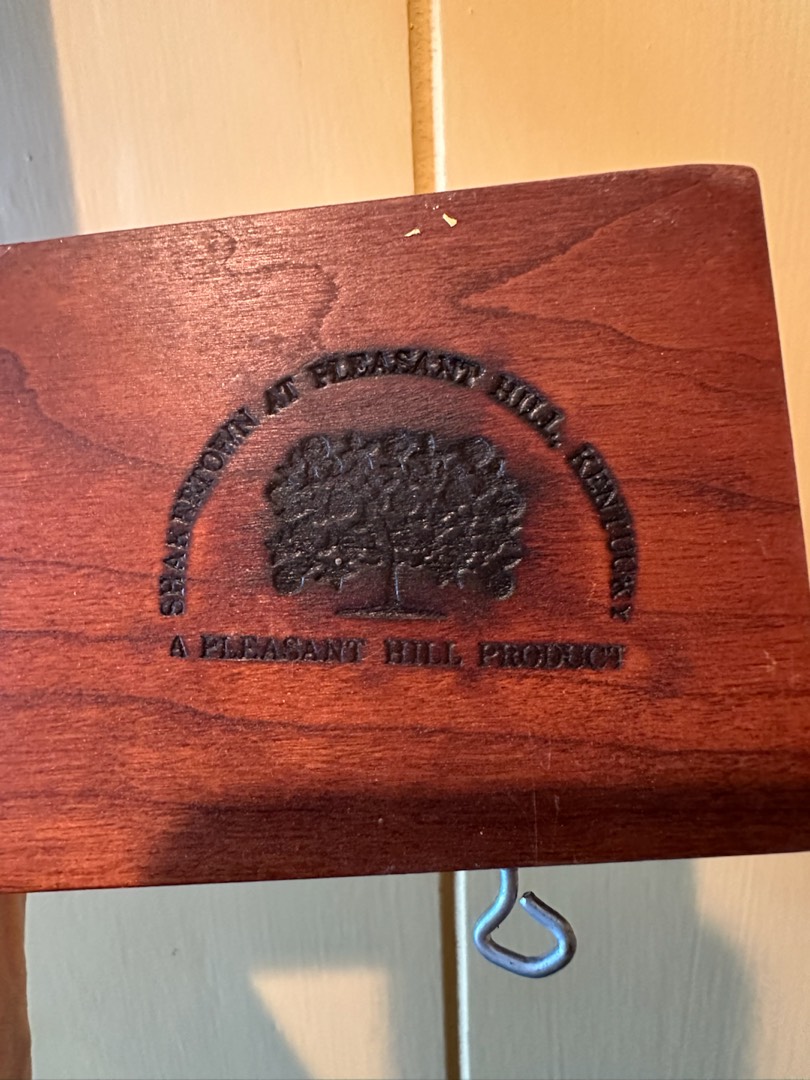 SHAKERTOWN AT PLEASANT HILL, KENTUCKY
A PLEASANT HILL PRODUCT